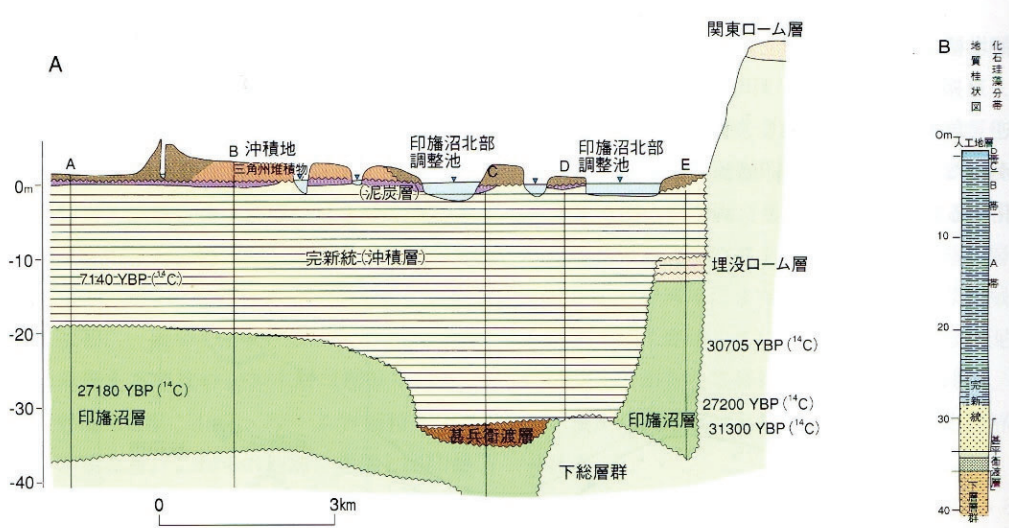 A
関東ローム層
B
地質柱状図
化石珪藻分帯
A
B 沖積地
三角州堆積物
印旛沼北部
調整池
印旛沼北部
調整池
C
D
E
0m
(泥炭層)
完新統(沖積層)
-10
7140 YBP (¹⁴C)
埋没ローム層
-20
30705 YBP (¹⁴C)
27180 YBP (¹⁴C)
印旛沼層
-30
27200 YBP (¹⁴C)
31300 YBP (¹⁴C)
甚兵衛渡層
印旛沼層
下総層群
-40
0
3km
0m
人工地層
B帯
10
A帯
20
完新統
30
40